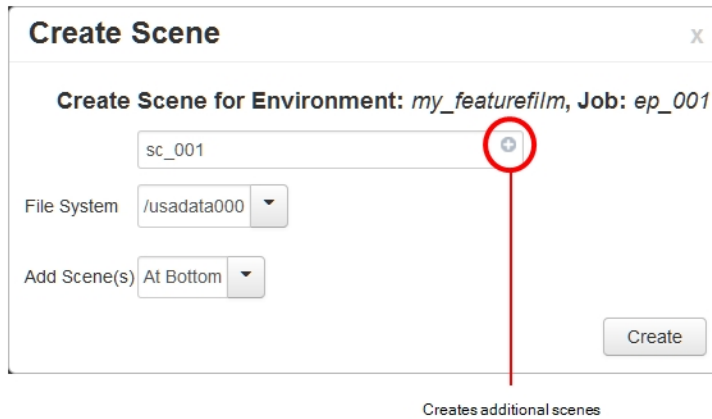 Create Scene x
Create Scene for Environment: my_featurefilm, Job: ep_001
sc_001
File System /usadata000
Add Scene(s) At Bottom
Create
Creates additional scenes